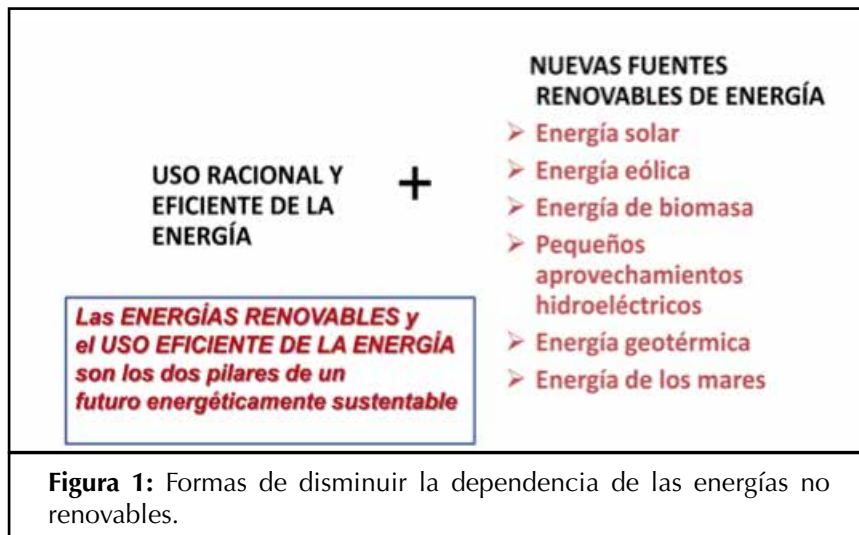 USO RACIONAL Y
EFICIENTE DE LA
ENERGÍA
+
NUEVAS FUENTES
RENOVABLES DE ENERGÍA
➢ Energía solar
➢ Energía eólica
➢ Energía de biomasa
➢ Pequeños
aprovechamientos
hidroeléctricos
➢ Energía geotérmica
➢ Energía de los mares
Las ENERGÍAS RENOVABLES y
el USO EFICIENTE DE LA ENERGÍA
son los dos pilares de un
futuro energéticamente sustentable
Figura 1: Formas de disminuir la dependencia de las energías no
renovables.